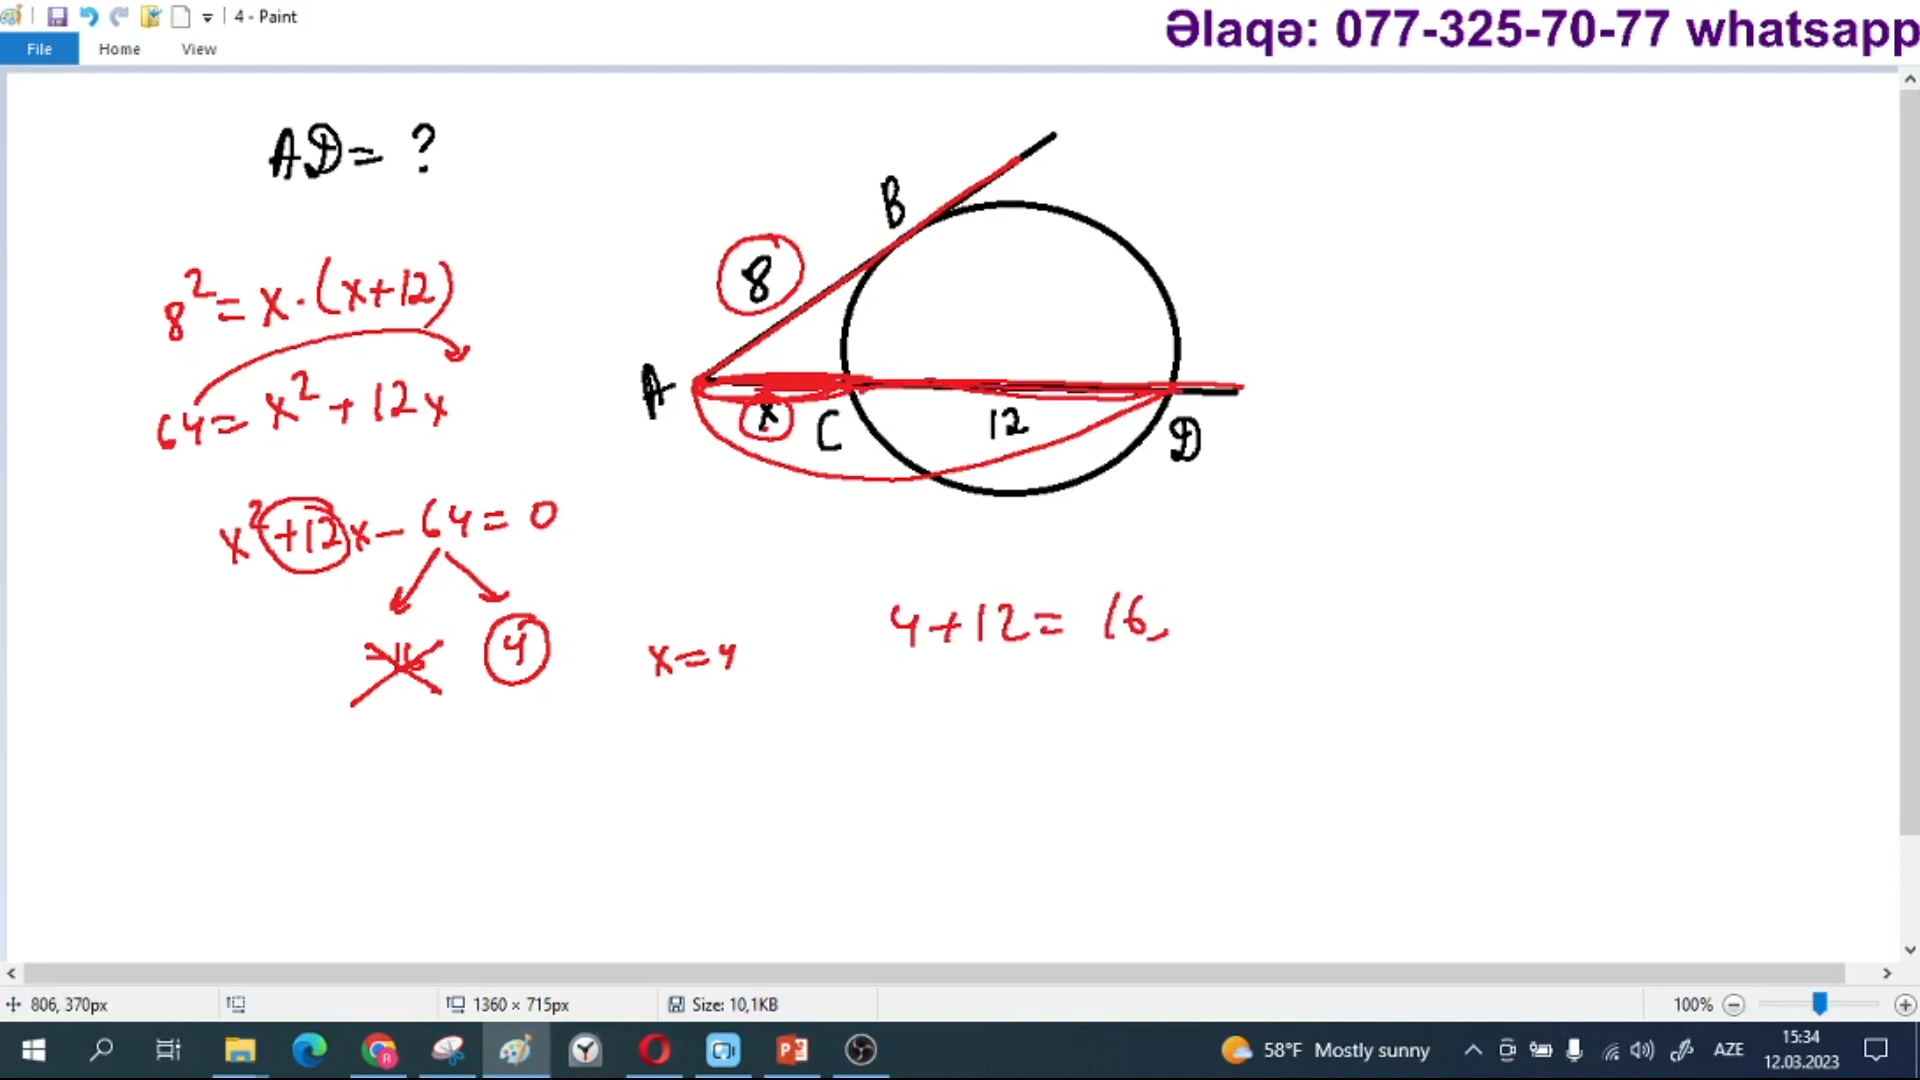 4 - Paint
Əlaqə: 077-325-70-77 whatsapp
File Home View
AD = ?
B
8
8² = x · (x+12)
A
x
C
12
D
64 = x² + 12x
x² +12x - 64 = 0
-16 4
x = 4
4 + 12 = 16
806, 370px
1360 × 715px
Size: 10,1KB
100%
58°F Mostly sunny
AZE
15:34
12.03.2023